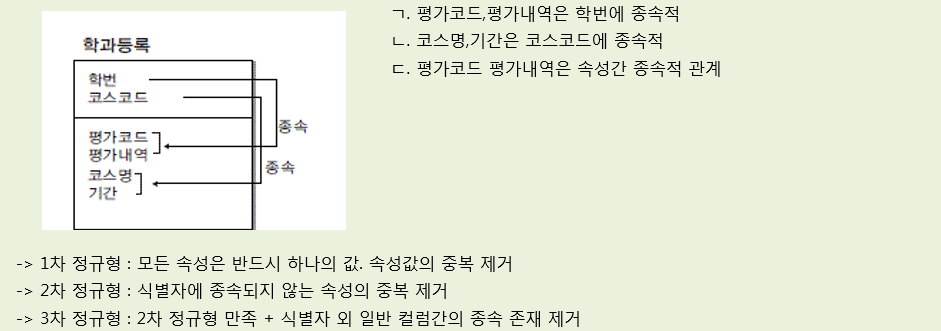 학과등록
학번
코스코드
평가코드
평가내역
코스명
기간
종속
종속
ㄱ. 평가코드,평가내역은 학번에 종속적
ㄴ. 코스명,기간은 코스코드에 종속적
ㄷ. 평가코드 평가내역은 속성간 종속적 관계
-> 1차 정규형 : 모든 속성은 반드시 하나의 값. 속성값의 중복 제거
-> 2차 정규형 : 식별자에 종속되지 않는 속성의 중복 제거
-> 3차 정규형 : 2차 정규형 만족 + 식별자 외 일반 컬럼간의 종속 존재 제거